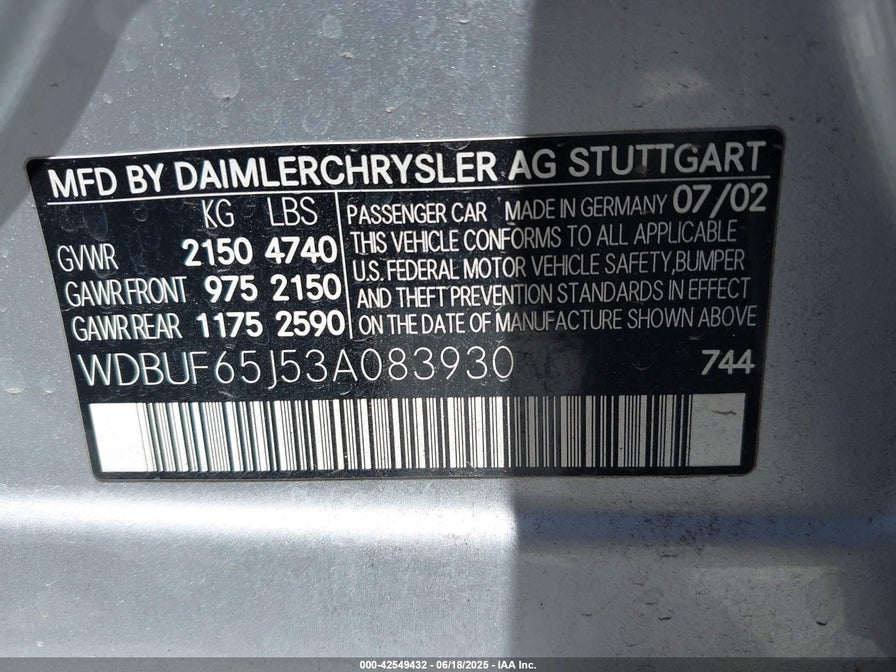 MFD BY DAIMLERCHRYSLER AG STUTTGART
KG LBS
GVWR 2150 4740
GAWR FRONT 975 2150
GAWR REAR 1175 2590
PASSENGER CAR MADE IN GERMANY 07/02
THIS VEHICLE CONFORMS TO ALL APPLICABLE
U.S. FEDERAL MOTOR VEHICLE SAFETY,BUMPER
AND THEFT PREVENTION STANDARDS IN EFFECT
ON THE DATE OF MANUFACTURE SHOWN ABOVE
WDBUF65J53A083930 744
000-42549432 - 06/18/2025 - IAA Inc.